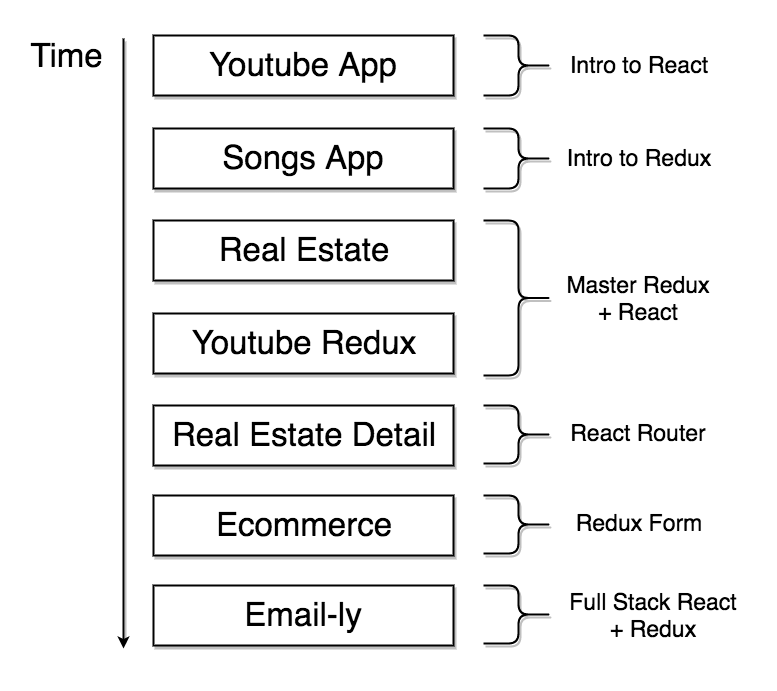 Time
Youtube App
Intro to React
Songs App
Intro to Redux
Real Estate
Youtube Redux
Master Redux
+ React
Real Estate Detail
React Router
Ecommerce
Redux Form
Email-ly
Full Stack React
+ Redux